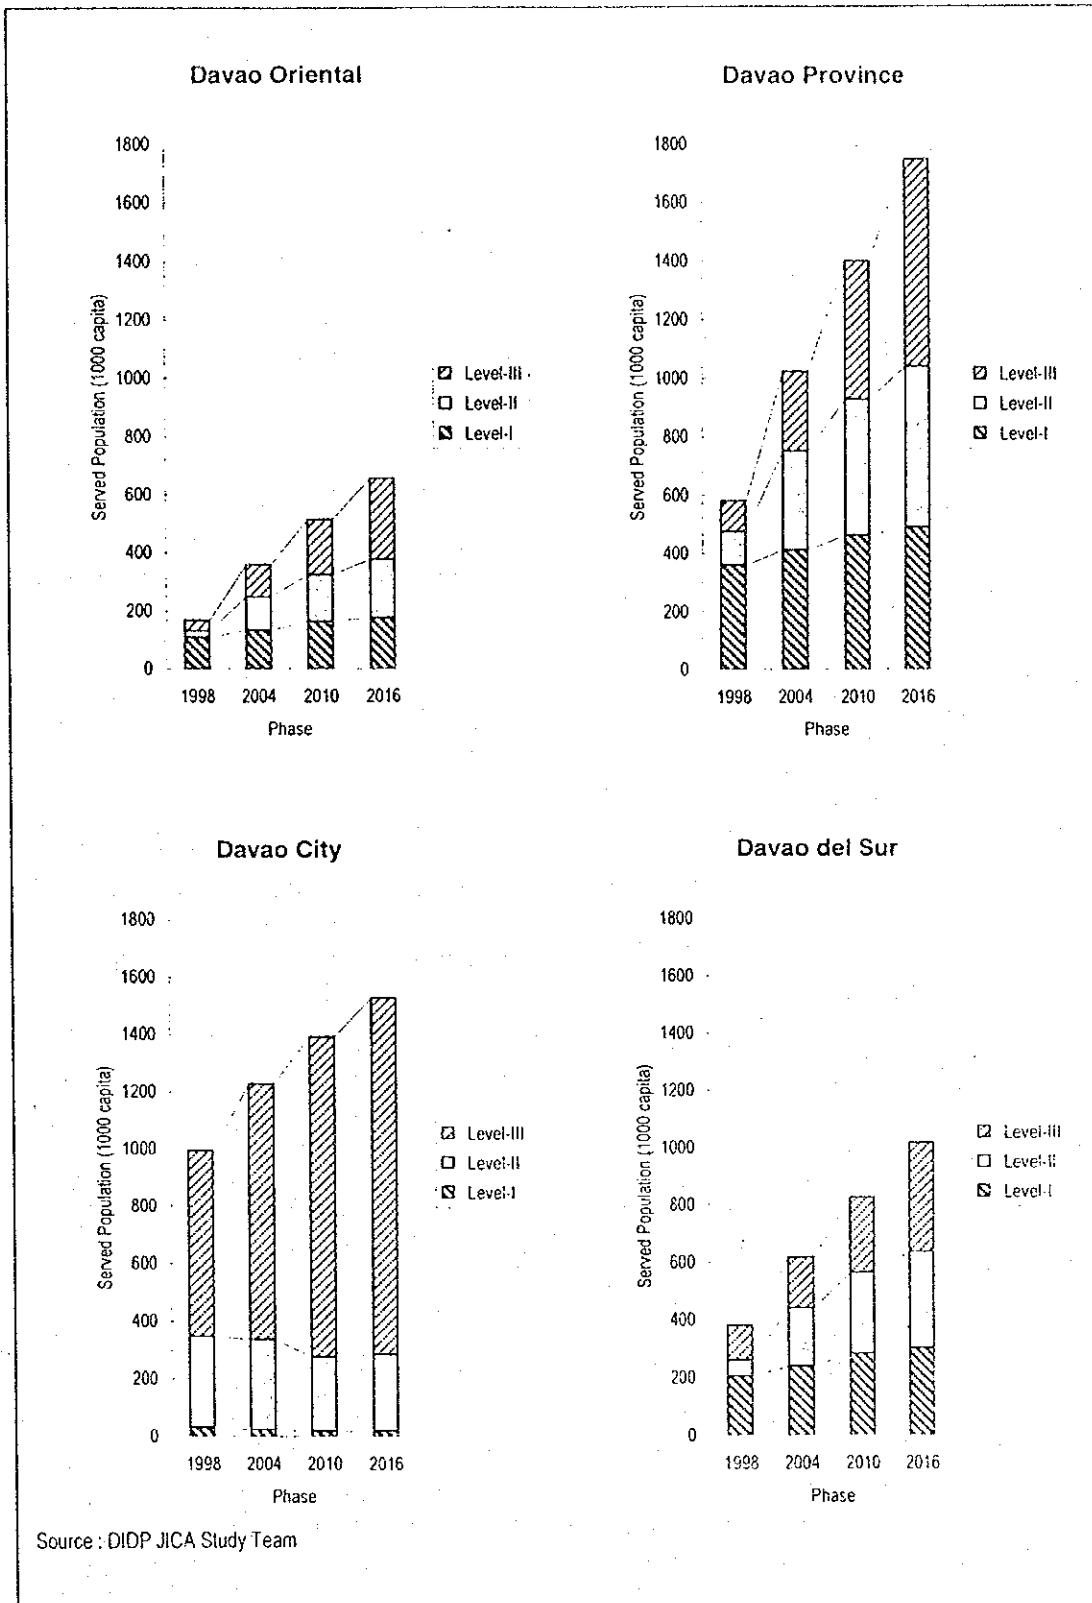 Davao Oriental
1800
1600
1400
1200
1000
800
600
400
200
0
Served Population (1000 capita)
1998 2004 2010 2016
Phase
Level-III
Level-II
Level-I
Davao Province
1800
1600
1400
1200
1000
800
600
400
200
0
Served Population (1000 capita)
1998 2004 2010 2016
Phase
Level-III
Level-II
Level-I
Davao City
1800
1600
1400
1200
1000
800
600
400
200
0
Served Population (1000 capita)
1998 2004 2010 2016
Phase
Level-III
Level-II
Level-I
Davao del Sur
1800
1600
1400
1200
1000
800
600
400
200
0
Served Population (1000 capita)
1998 2004 2010 2016
Phase
Level-III
Level-II
Level-I
Source : DIDP JICA Study Team